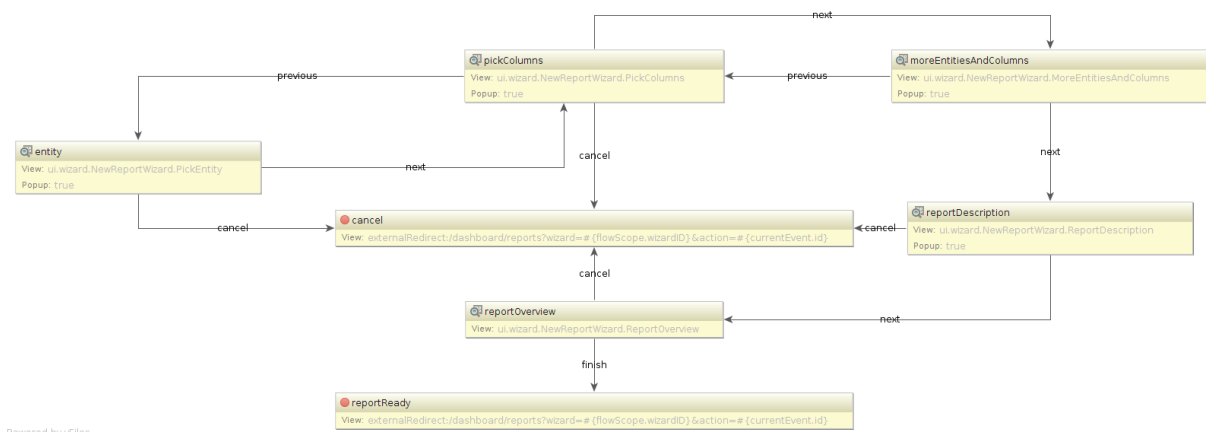 next
pickColumns
View: ui.wizard.NewReportWizard.PickColumns
Popup: true
previous
previous
moreEntitiesAndColumns
View: ui.wizard.NewReportWizard.MoreEntitiesAndColumns
Popup: true
entity
View: ui.wizard.NewReportWizard.PickEntity
Popup: true
next
cancel
next
cancel
cancel
View: externalRedirect:/dashboard/reports?wizard=#{flowScope.wizardID}&action=#{currentEvent.id}
cancel
reportDescription
View: ui.wizard.NewReportWizard.ReportDescription
Popup: true
cancel
reportOverview
View: ui.wizard.NewReportWizard.ReportOverview
next
finish
reportReady
View: externalRedirect:/dashboard/reports?wizard=#{flowScope.wizardID}&action=#{currentEvent.id}
Powered by yFiles